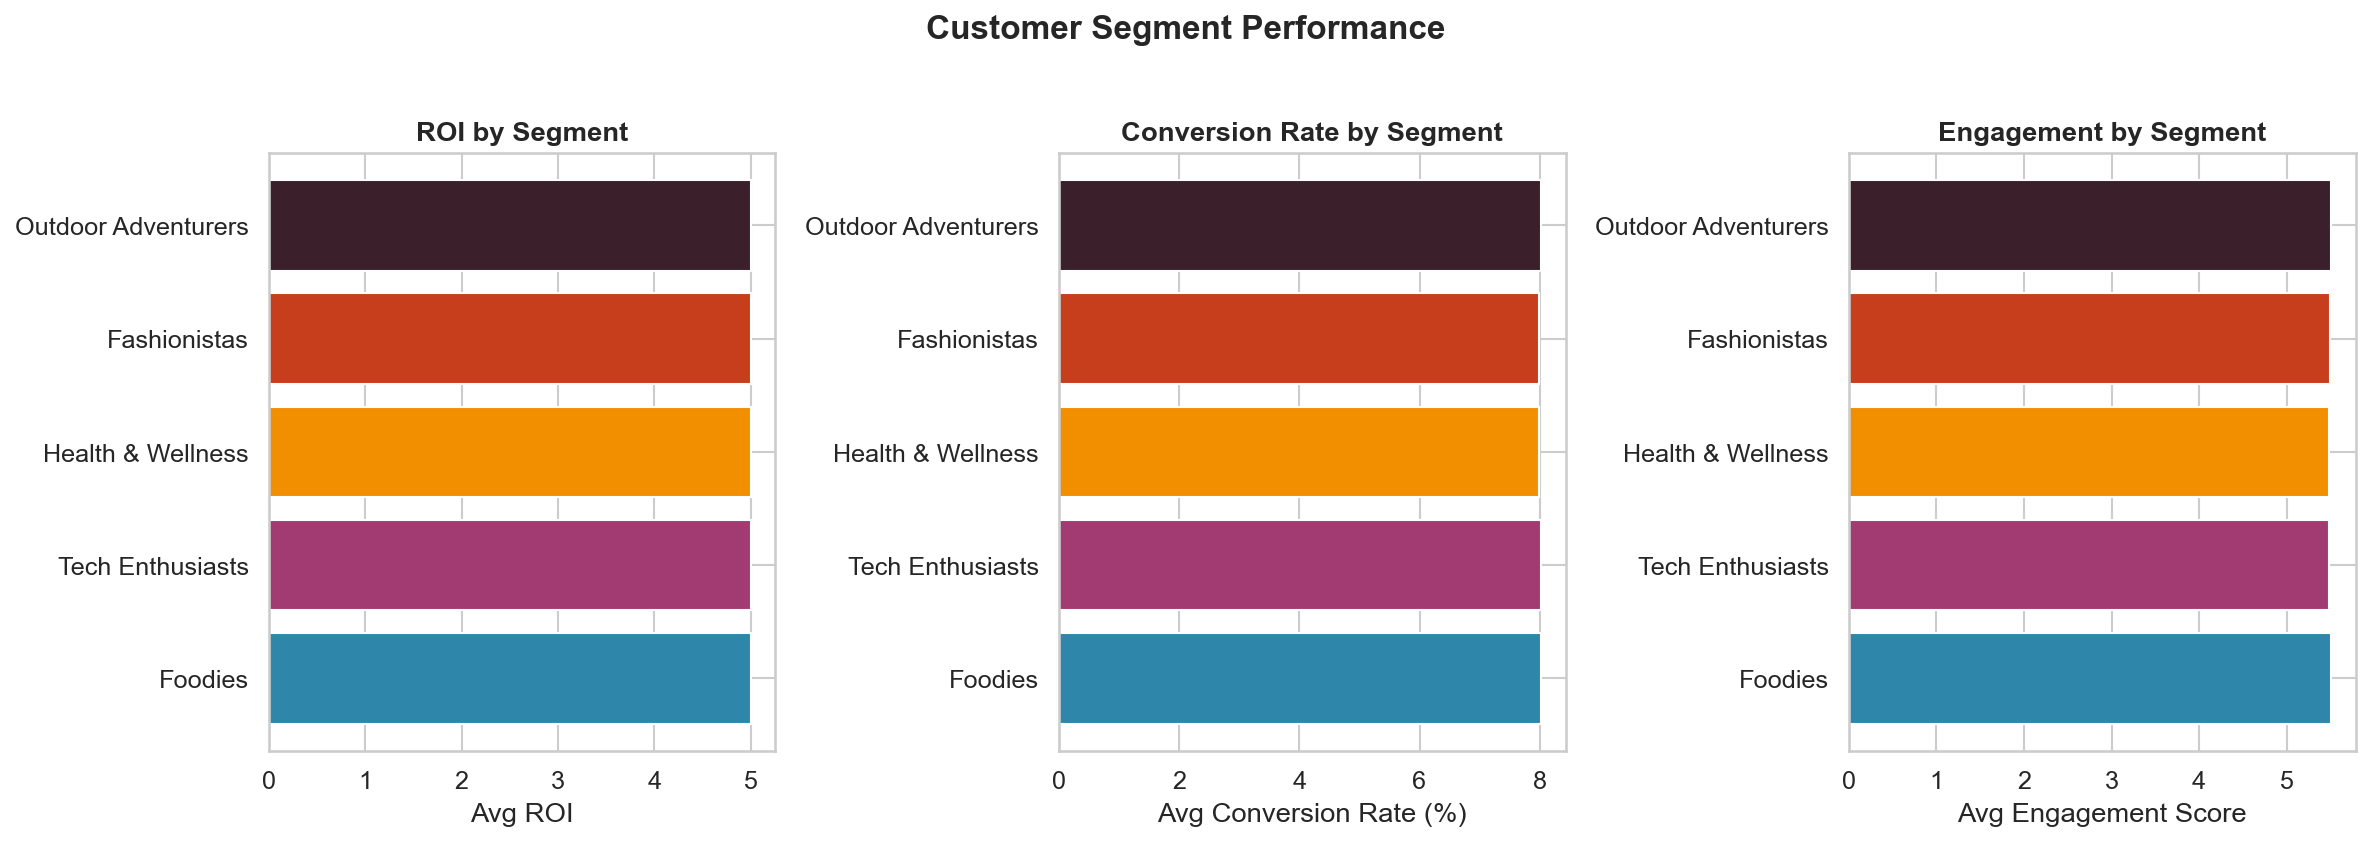 Customer Segment Performance
ROI by Segment
Outdoor Adventurers
Fashionistas
Health & Wellness
Tech Enthusiasts
Foodies
0 1 2 3 4 5
Avg ROI
Conversion Rate by Segment
Outdoor Adventurers
Fashionistas
Health & Wellness
Tech Enthusiasts
Foodies
0 2 4 6 8
Avg Conversion Rate (%)
Engagement by Segment
Outdoor Adventurers
Fashionistas
Health & Wellness
Tech Enthusiasts
Foodies
0 1 2 3 4 5
Avg Engagement Score